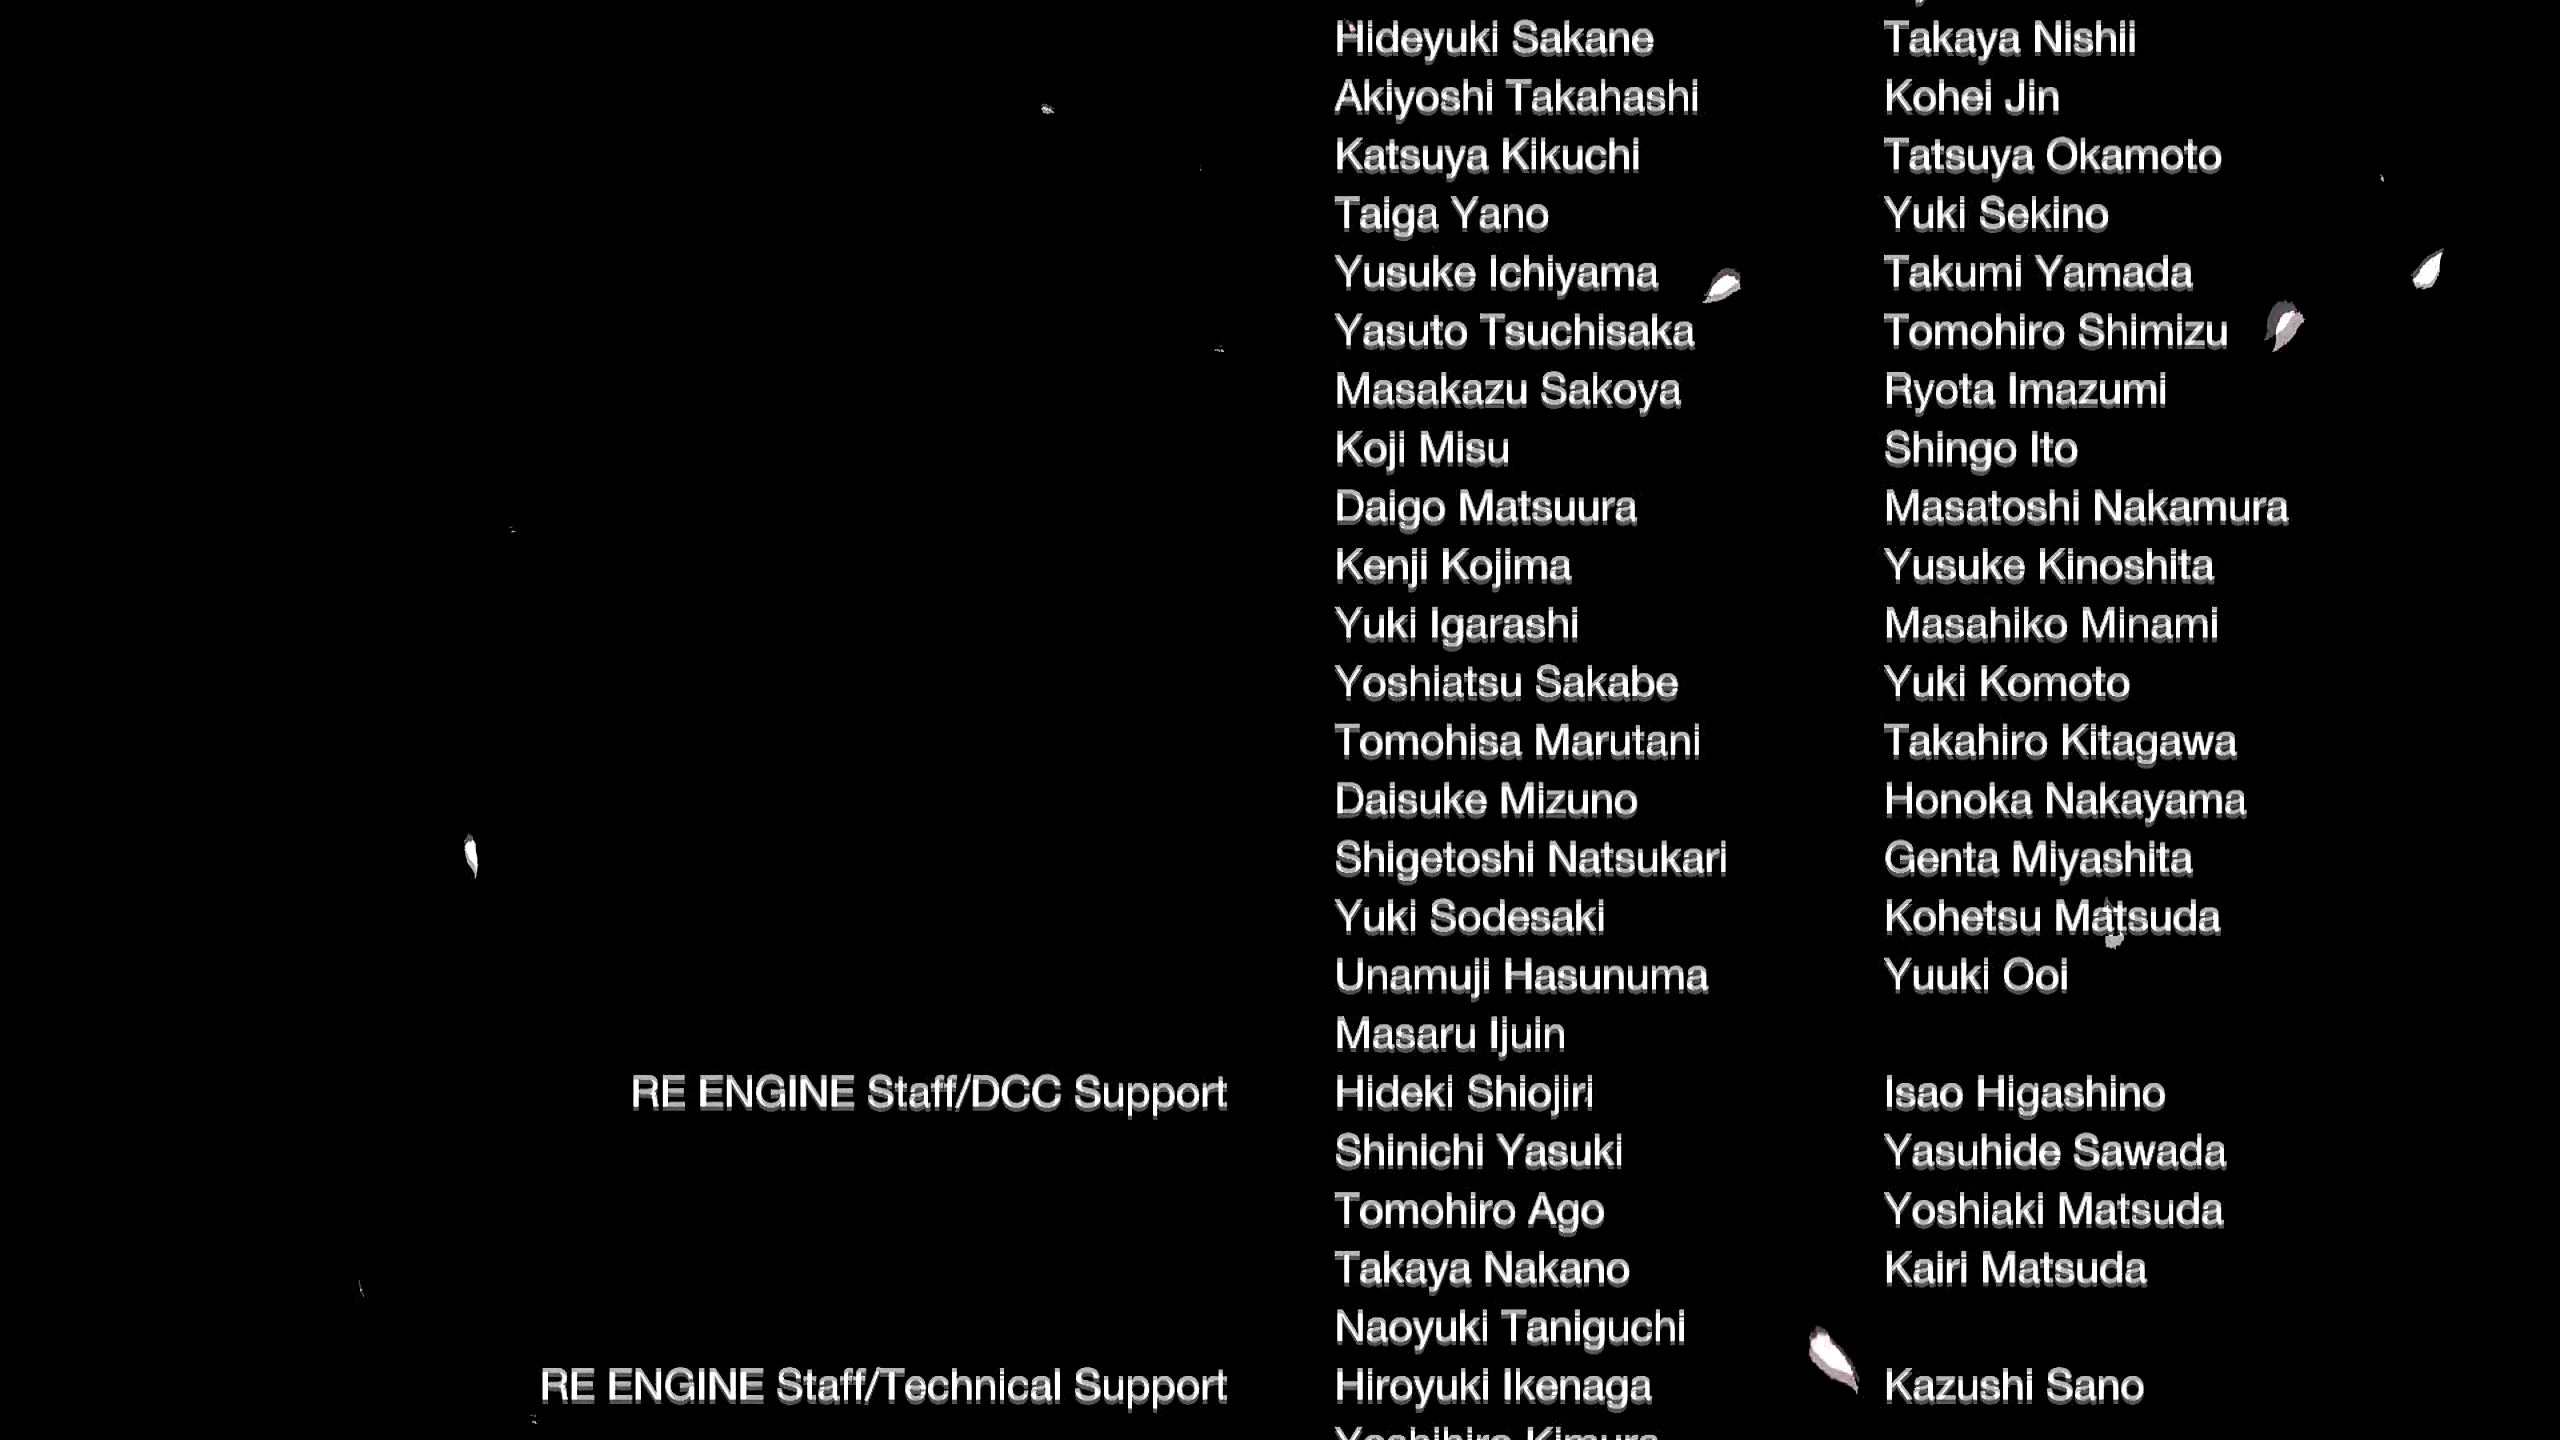 Hideyuki Sakane Takaya Nishii
Akiyoshi Takahashi Kohei Jin
Katsuya Kikuchi Tatsuya Okamoto
Taiga Yano Yuki Sekino
Yusuke Ichiyama Takumi Yamada
Yasuto Tsuchisaka Tomohiro Shimizu
Masakazu Sakoya Ryota Imazumi
Koji Misu Shingo Ito
Daigo Matsuura Masatoshi Nakamura
Kenji Kojima Yusuke Kinoshita
Yuki Igarashi Masahiko Minami
Yoshiatsu Sakabe Yuki Komoto
Tomohisa Marutani Takahiro Kitagawa
Daisuke Mizuno Honoka Nakayama
Shigetoshi Natsukari Genta Miyashita
Yuki Sodesaki Kohetsu Matsuda
Unamuji Hasunuma Yuuki Ooi
Masaru Ijuin
RE ENGINE Staff/DCC Support Hideki Shiojiri Isao Higashino
Shinichi Yasuki Yasuhide Sawada
Tomohiro Ago Yoshiaki Matsuda
Takaya Nakano Kairi Matsuda
Naoyuki Taniguchi
RE ENGINE Staff/Technical Support Hiroyuki Ikenaga Kazushi Sano